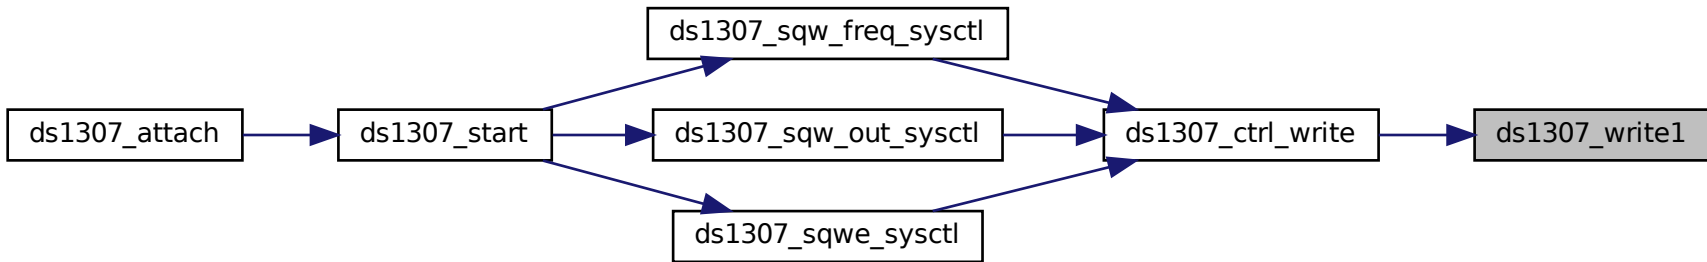 ds1307_sqw_freq_sysctl
ds1307_attach
ds1307_start
ds1307_sqw_out_sysctl
ds1307_ctrl_write
ds1307_write1
ds1307_sqwe_sysctl